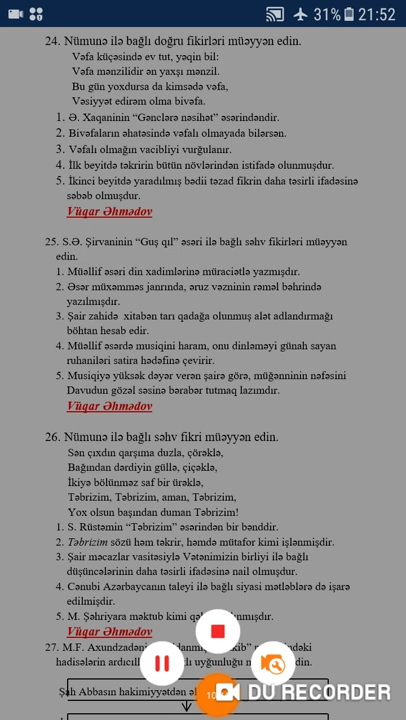 31% 21:52
24. Nümunə ilə bağlı doğru fikirləri müəyyən edin.
Vəfa küçəsində ev tut, yəqin bil:
Vəfa mənzilidir ən yaxşı mənzil.
Bu gün yoxdursa da kimsədə vəfa,
Vəsiyyət edirəm olma bivəfa.
1. Ə. Xaqaninin “Gənclərə nəsihət” əsərindəndir.
2. Bivəfaların əhatəsində vəfalı olmayada bilərsən.
3. Vəfalı olmağın vacibliyi vurğulanır.
4. İlk beyitdə təkririn bütün növlərindən istifadə olunmuşdur.
5. İkinci beyitdə yaradılmış bədii təzad fikrin daha təsirli ifadəsinə
səbəb olmuşdur.
Vüqar Əhmədov
25. S.Ə. Şirvaninin “Guş qıl” əsəri ilə bağlı səhv fikirləri müəyyən
edin.
1. Müəllif əsəri din xadimlərinə müraciətlə yazmışdır.
2. Əsər müxəmməs janrında, əruz vəzninin rəməl bəhrində
yazılmışdır.
3. Şair zahidə xitabən tarı qadağa olunmuş alət adlandırmağı
böhtan hesab edir.
4. Müəllif əsərdə musiqini haram, onu dinləməyi günah sayan
ruhaniləri satira hədəfinə çevirir.
5. Musiqiyə yüksək dəyər verən şairə görə, müğənninin nəfəsini
Davudun gözəl səsinə bərabər tutmaq lazımdır.
Vüqar Əhmədov
26. Nümunə ilə bağlı səhv fikri müəyyən edin.
Sən çıxdın qarşıma duzla, çörəklə,
Bağından dərdiyin güllə, çiçəklə,
İkiyə bölünməz saf bir ürəklə,
Təbrizim, Təbrizim, aman, Təbrizim,
Yox olsun başından duman Təbrizim!
1. S. Rüstəmin “Təbrizim” əsərindən bir bənddir.
2. Təbrizim sözü həm təkrir, həmdə mütafor kimi işlənmişdir.
3. Şair məcazlar vasitəsiylə Vətənimizin birliyi ilə bağlı
düşüncələrinin daha təsirli ifadəsinə nail olmuşdur.
4. Cənubi Azərbaycanın taleyi ilə bağlı siyasi mətləblərə də işarə
edilmişdir.
5. M. Şəhriyara məktub kimi qə
Vüqar Əhmədov
27. M.F. Axundzadəni
hadisələrin ardıcıll uyğunluğu m
Şah Abbasın hakimiyyətdən əl
DU RECORDER